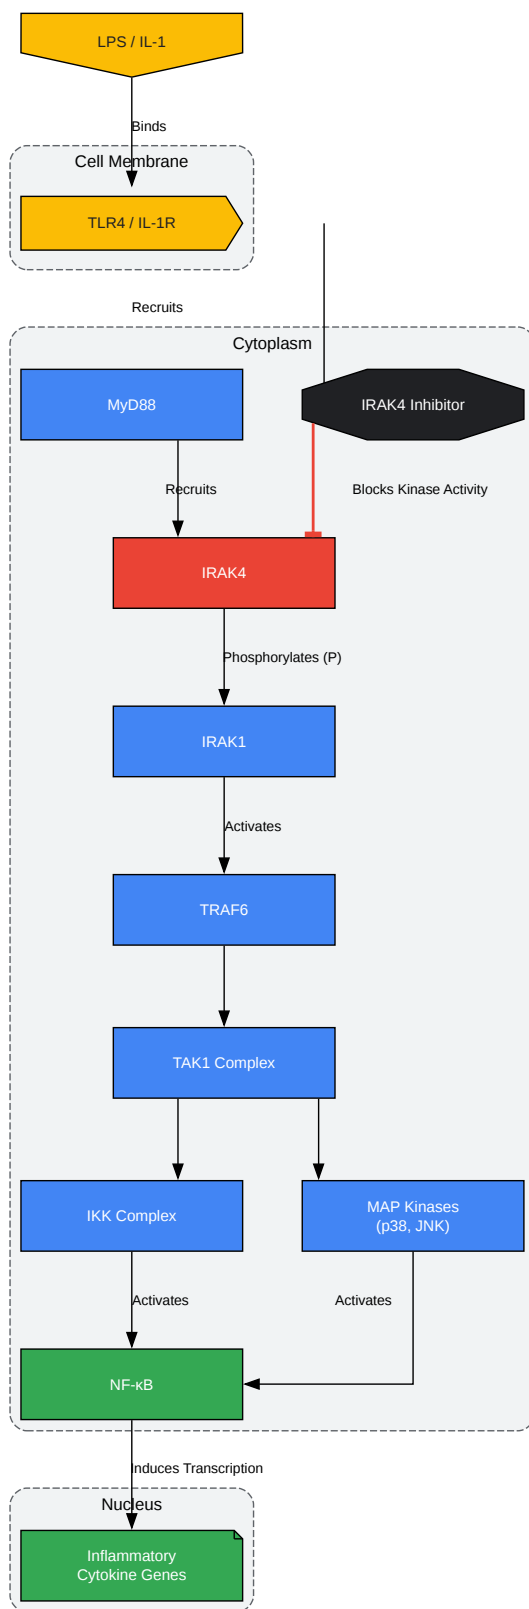 LPS / IL-1
Binds
Cell Membrane
TLR4 / IL-1R
Recruits
Cytoplasm
MyD88
IRAK4 Inhibitor
Recruits
Blocks Kinase Activity
IRAK4
Phosphorylates (P)
IRAK1
Activates
TRAF6
TAK1 Complex
IKK Complex
MAP Kinases
(p38, JNK)
Activates
Activates
NF-κB
Induces Transcription
Nucleus
Inflammatory
Cytokine Genes